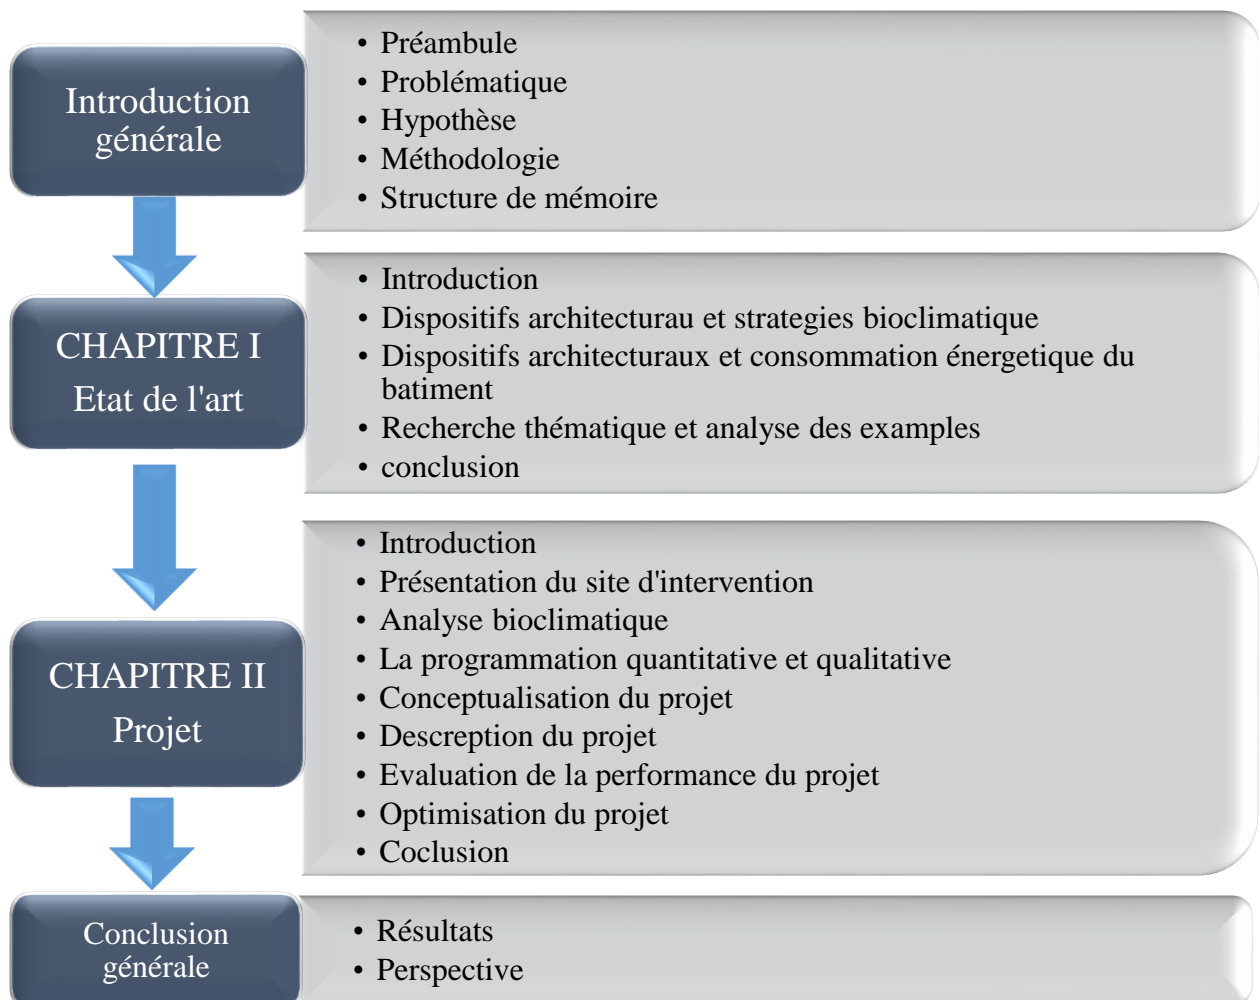 Introduction
générale
• Préambule
• Problématique
• Hypothèse
• Méthodologie
• Structure de mémoire
CHAPITRE I
Etat de l'art
• Introduction
• Dispositifs architecturau et strategies bioclimatique
• Dispositifs architecturaux et consommation énergetique du
batiment
• Recherche thématique et analyse des examples
• conclusion
CHAPITRE II
Projet
• Introduction
• Présentation du site d'intervention
• Analyse bioclimatique
• La programmation quantitative et qualitative
• Conceptualisation du projet
• Descreption du projet
• Evaluation de la performance du projet
• Optimisation du projet
• Coclusion
Conclusion
générale
• Résultats
• Perspective